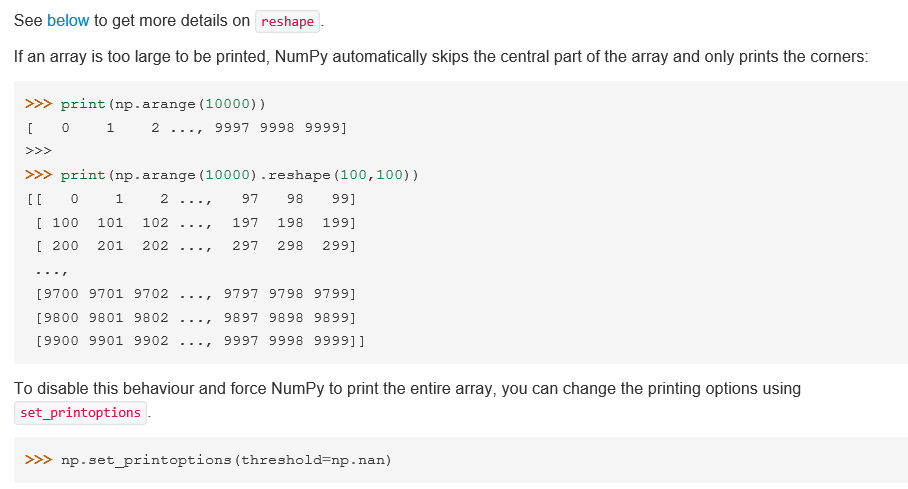 See below to get more details on reshape.
If an array is too large to be printed, NumPy automatically skips the central part of the array and only prints the corners:
>>> print(np.arange(10000))
[   0    1    2 ..., 9997 9998 9999]
>>>
>>> print(np.arange(10000).reshape(100,100))
[[   0    1    2 ...,   97   98   99]
 [ 100  101  102 ...,  197  198  199]
 [ 200  201  202 ...,  297  298  299]
 ...,
 [9700 9701 9702 ..., 9797 9798 9799]
 [9800 9801 9802 ..., 9897 9898 9899]
 [9900 9901 9902 ..., 9997 9998 9999]]
To disable this behaviour and force NumPy to print the entire array, you can change the printing options using
set_printoptions.
>>> np.set_printoptions(threshold=np.nan)